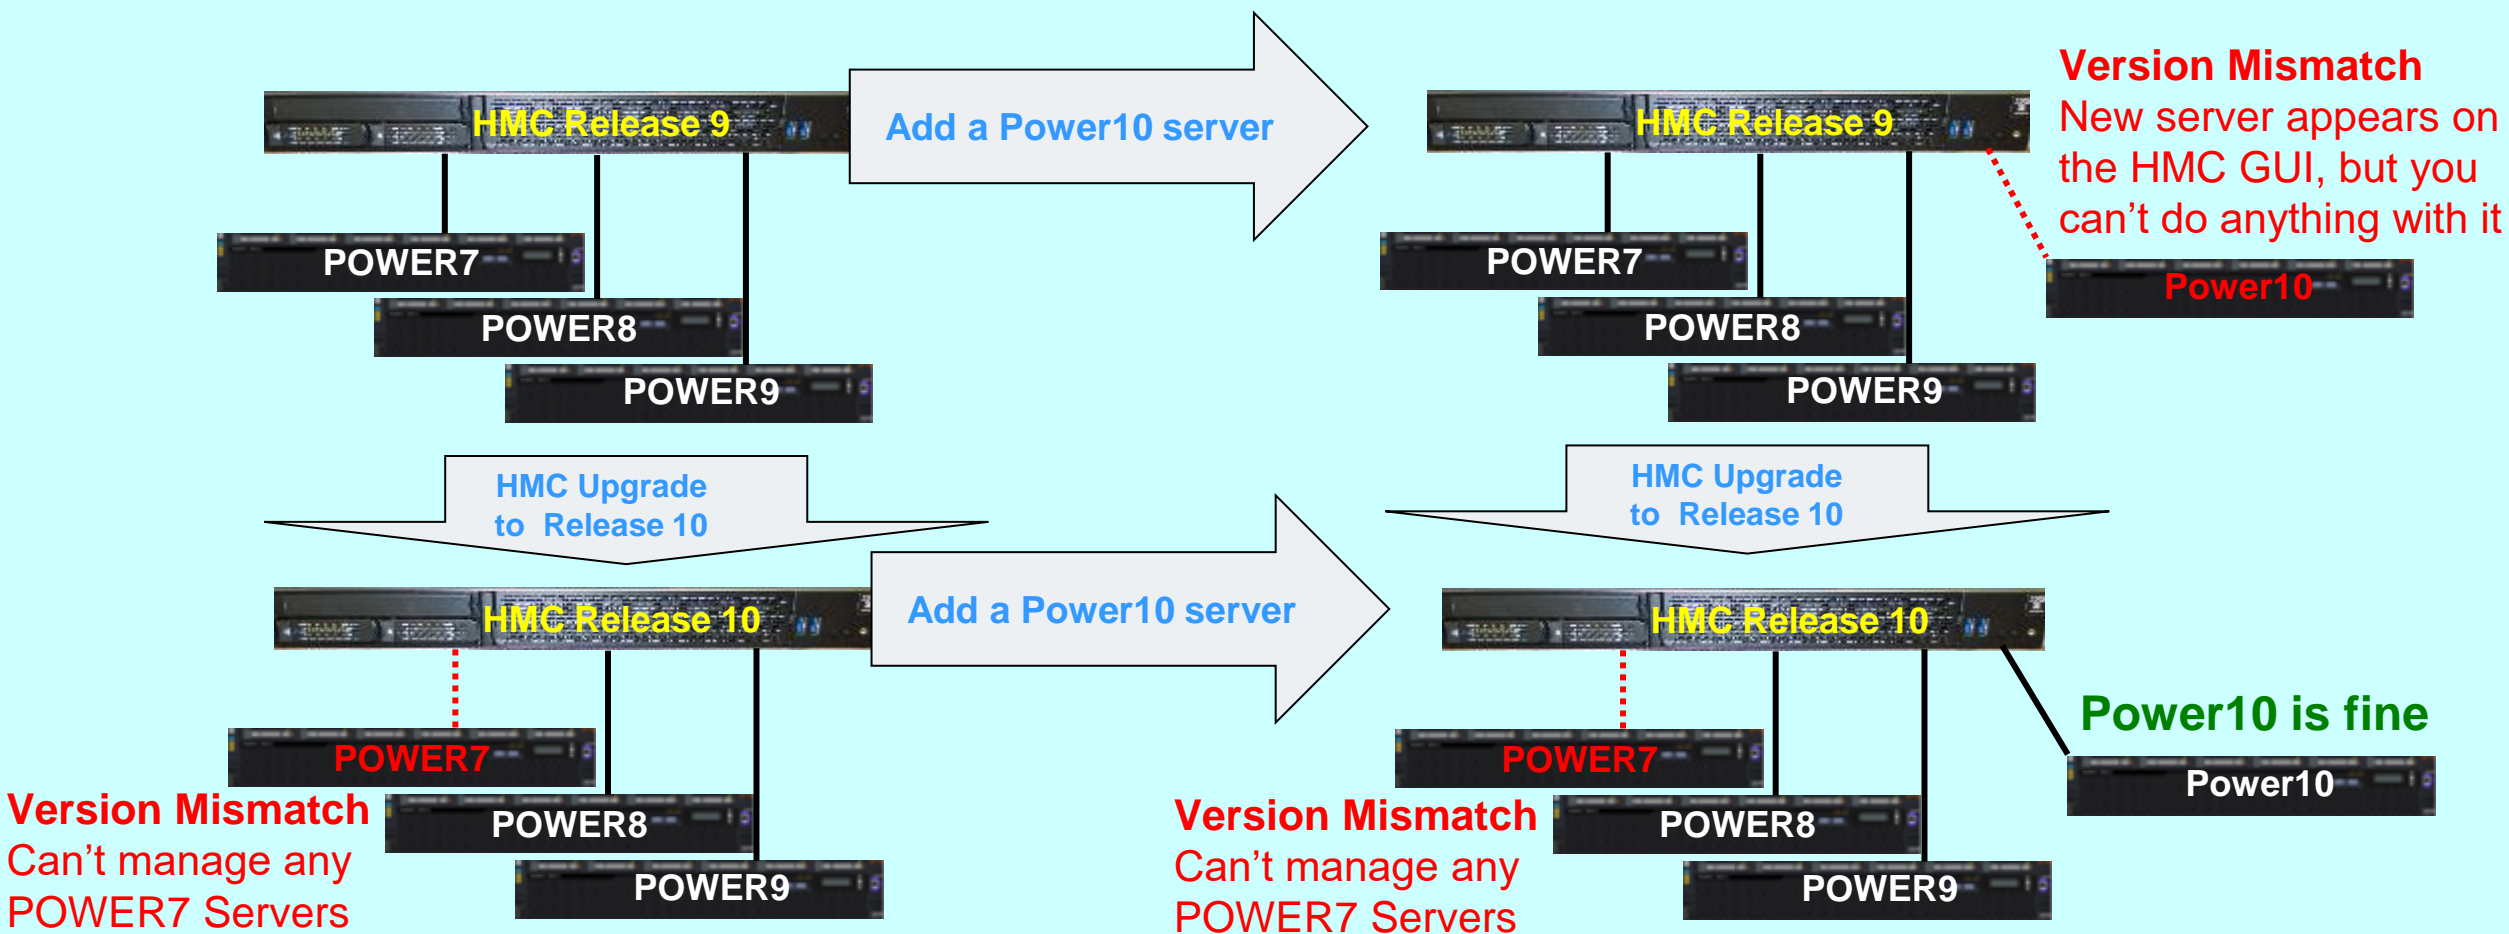 HMC Release 9
POWER7
POWER8
POWER9
Add a Power10 server
HMC Release 9
POWER7
POWER8
POWER9
Power10
Version Mismatch
New server appears on
the HMC GUI, but you
can’t do anything with it
HMC Upgrade
to Release 10
HMC Upgrade
to Release 10
HMC Release 10
POWER7
POWER8
POWER9
Version Mismatch
Can’t manage any
POWER7 Servers
Add a Power10 server
HMC Release 10
POWER7
POWER8
POWER9
Version Mismatch
Can’t manage any
POWER7 Servers
Power10 is fine
Power10